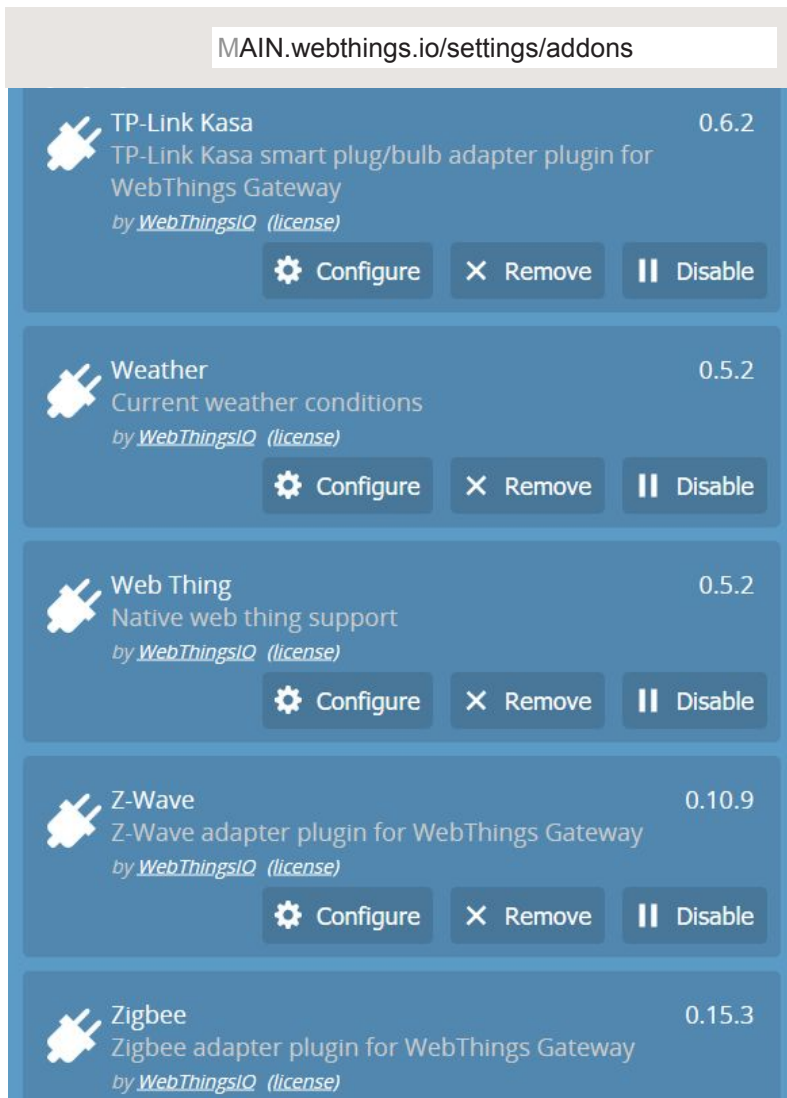 MAIN.webthings.io/settings/addons
TP-Link Kasa 0.6.2
TP-Link Kasa smart plug/bulb adapter plugin for
WebThings Gateway
by WebThingsIO (license)
Configure Remove Disable
Weather 0.5.2
Current weather conditions
by WebThingsIO (license)
Configure Remove Disable
Web Thing 0.5.2
Native web thing support
by WebThingsIO (license)
Configure Remove Disable
Z-Wave 0.10.9
Z-Wave adapter plugin for WebThings Gateway
by WebThingsIO (license)
Configure Remove Disable
Zigbee 0.15.3
Zigbee adapter plugin for WebThings Gateway
by WebThingsIO (license)